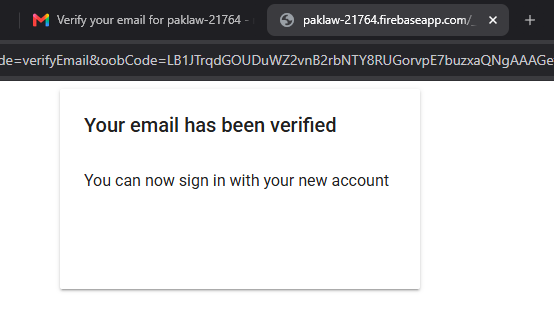 Verify your email for paklaw-21764 -
paklaw-21764.firebaseapp.com/_
de=verifyEmail&oobCode=LB1JTrqdGOUDuWZ2vnB2rbNTY8RUGorvpE7buzxaQNgAAAGe
Your email has been verified
You can now sign in with your new account